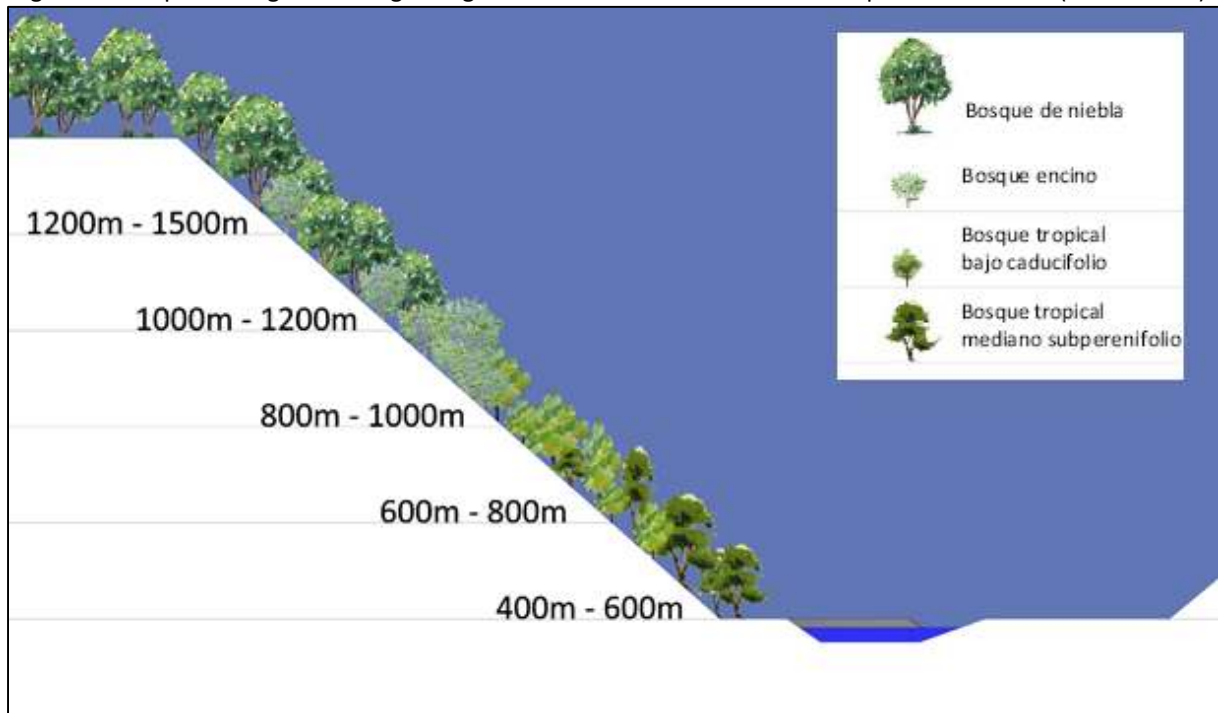 1200m - 1500m
1000m - 1200m
800m - 1000m
600m - 800m
400m - 600m
Bosque de niebla
Bosque encino
Bosque tropical
bajo caducifolio
Bosque tropical
mediano subperenifolio